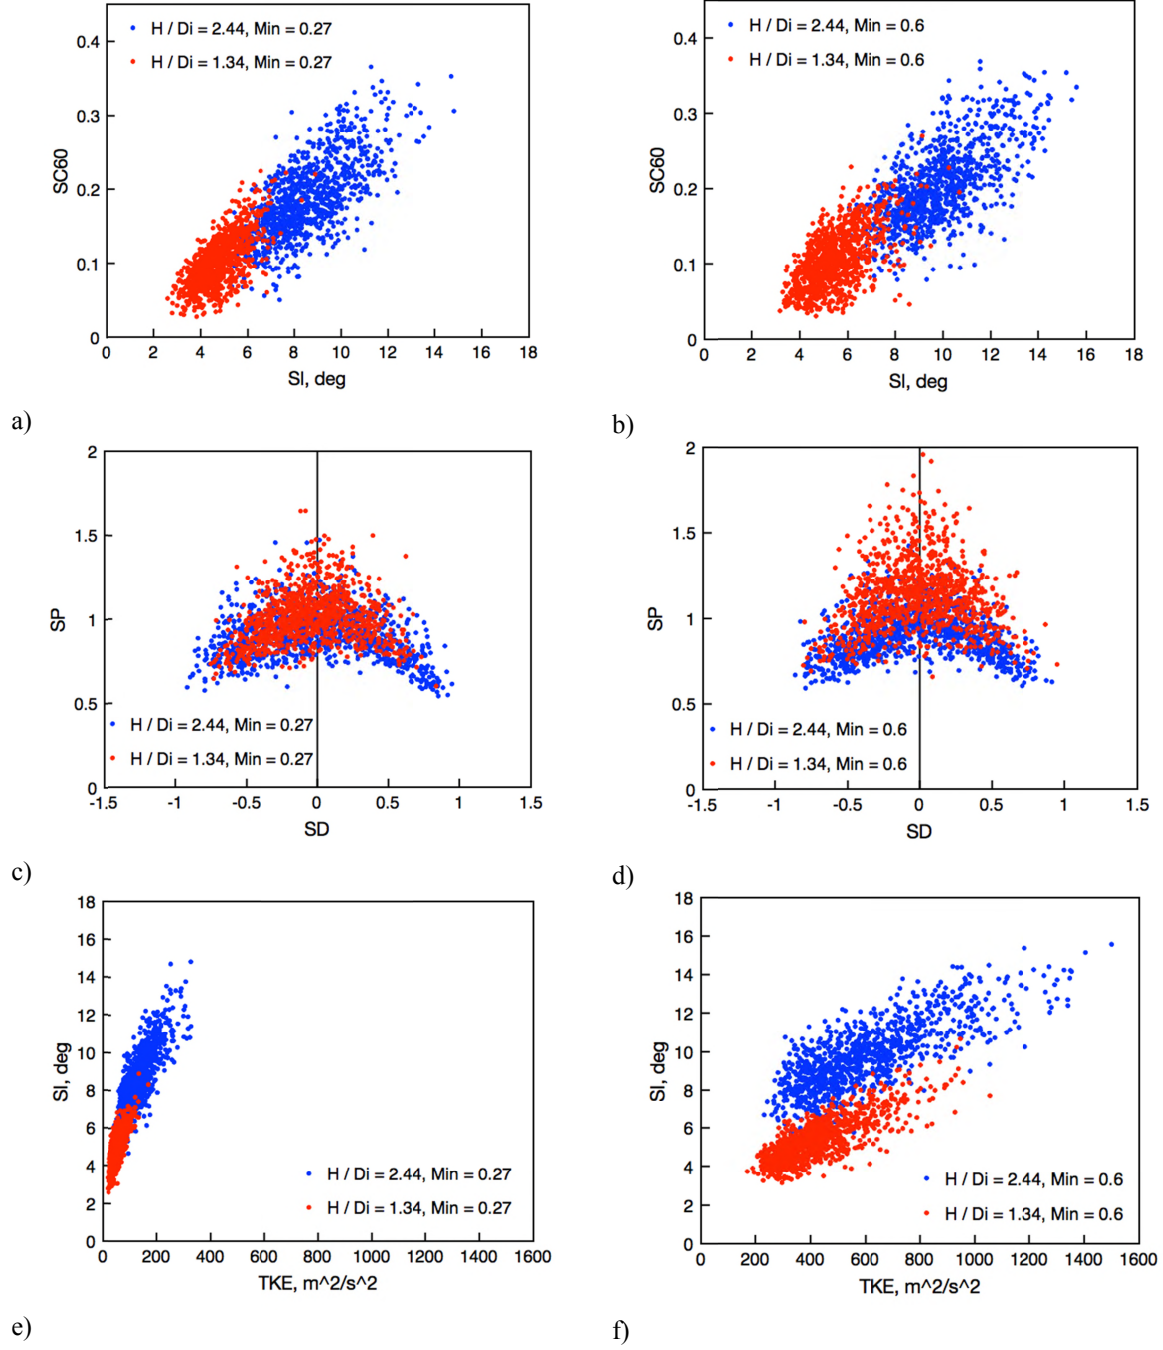 H / Di = 2.44, Min = 0.27
H / Di = 1.34, Min = 0.27
0.4
0.3
0.2
0.1
0
SC60
0 2 4 6 8 10 12 14 16 18
SI, deg
a)
H / Di = 2.44, Min = 0.6
H / Di = 1.34, Min = 0.6
0.4
0.3
0.2
0.1
0
SC60
0 2 4 6 8 10 12 14 16 18
SI, deg
b)
2
1.5
1
0.5
0
SP
H / Di = 2.44, Min = 0.27
H / Di = 1.34, Min = 0.27
-1.5 -1 -0.5 0 0.5 1 1.5
SD
c)
2
1.5
1
0.5
0
SP
H / Di = 2.44, Min = 0.6
H / Di = 1.34, Min = 0.6
-1.5 -1 -0.5 0 0.5 1 1.5
SD
d)
18
16
14
12
10
8
6
4
2
0
SI, deg
H / Di = 2.44, Min = 0.27
H / Di = 1.34, Min = 0.27
0 200 400 600 800 1000 1200 1400 1600
TKE, m^2/s^2
e)
18
16
14
12
10
8
6
4
2
0
SI, deg
H / Di = 2.44, Min = 0.6
H / Di = 1.34, Min = 0.6
0 200 400 600 800 1000 1200 1400 1600
TKE, m^2/s^2
f)